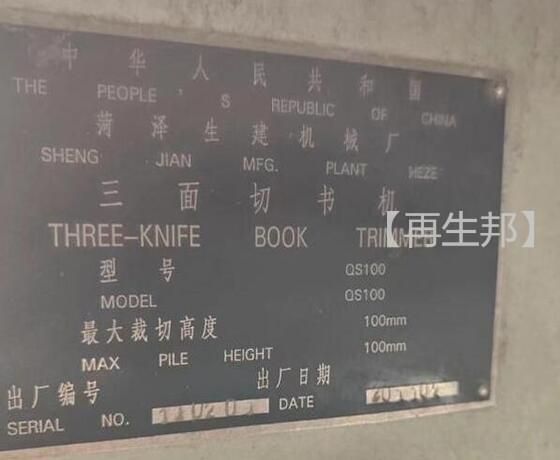 中华人民共和国
THE PEOPLE'S REPUBLIC OF CHINA
菏泽生建机械厂
SHENG JIAN MFG. PLANT HEZE
三面切书机
THREE-KNIFE BOOK TRIMMER
【再生邦】
型号 QS100
MODEL QS100
最大裁切高度 100mm
MAX PILE HEIGHT 100mm
出厂编号 出厂日期
SERIAL NO. DATE